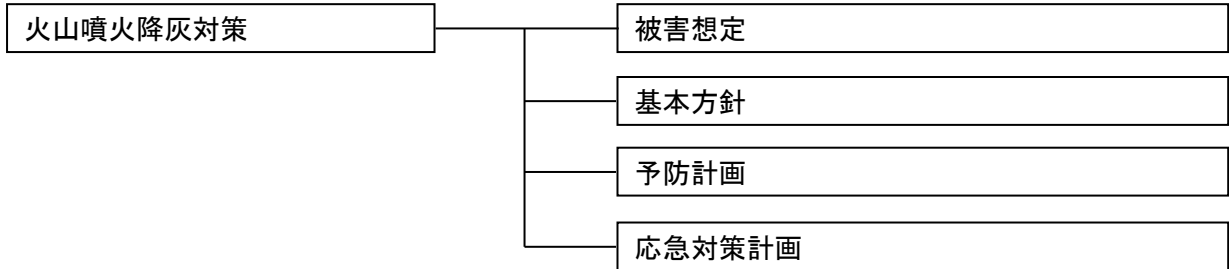 火山噴火降灰対策
被害想定
基本方針
予防計画
応急対策計画